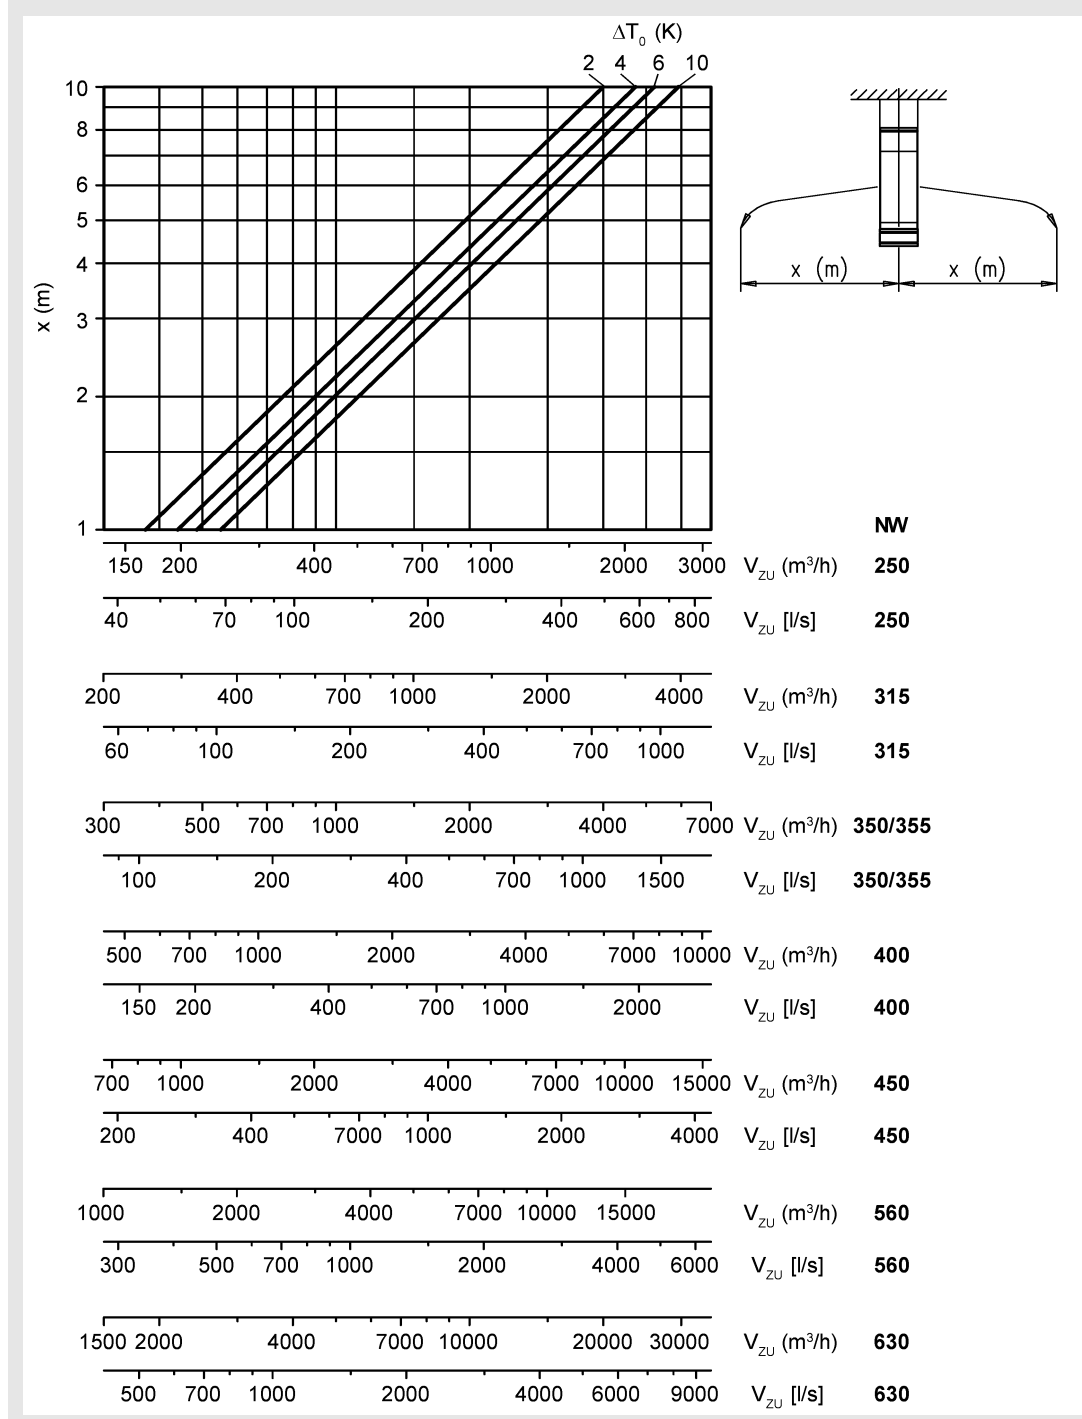 ΔT0 (K)
2 4 6 10
10
8
6
5
4
3
2
1
x (m)
x (m) x (m)
NW
150 200 400 700 1000 2000 3000 VZU (m³/h) 250
40 70 100 200 400 600 800 VZU [l/s] 250
200 400 700 1000 2000 4000 VZU (m³/h) 315
60 100 200 400 700 1000 VZU [l/s] 315
300 500 700 1000 2000 4000 7000 VZU (m³/h) 350/355
100 200 400 700 1000 1500 VZU [l/s] 350/355
500 700 1000 2000 4000 7000 10000 VZU (m³/h) 400
150 200 400 700 1000 2000 VZU [l/s] 400
700 1000 2000 4000 7000 10000 15000 VZU (m³/h) 450
200 400 7000 1000 2000 4000 VZU [l/s] 450
1000 2000 4000 7000 10000 15000 VZU (m³/h) 560
300 500 700 1000 2000 4000 6000 VZU [l/s] 560
1500 2000 4000 7000 10000 20000 30000 VZU (m³/h) 630
500 700 1000 2000 4000 6000 9000 VZU [l/s] 630